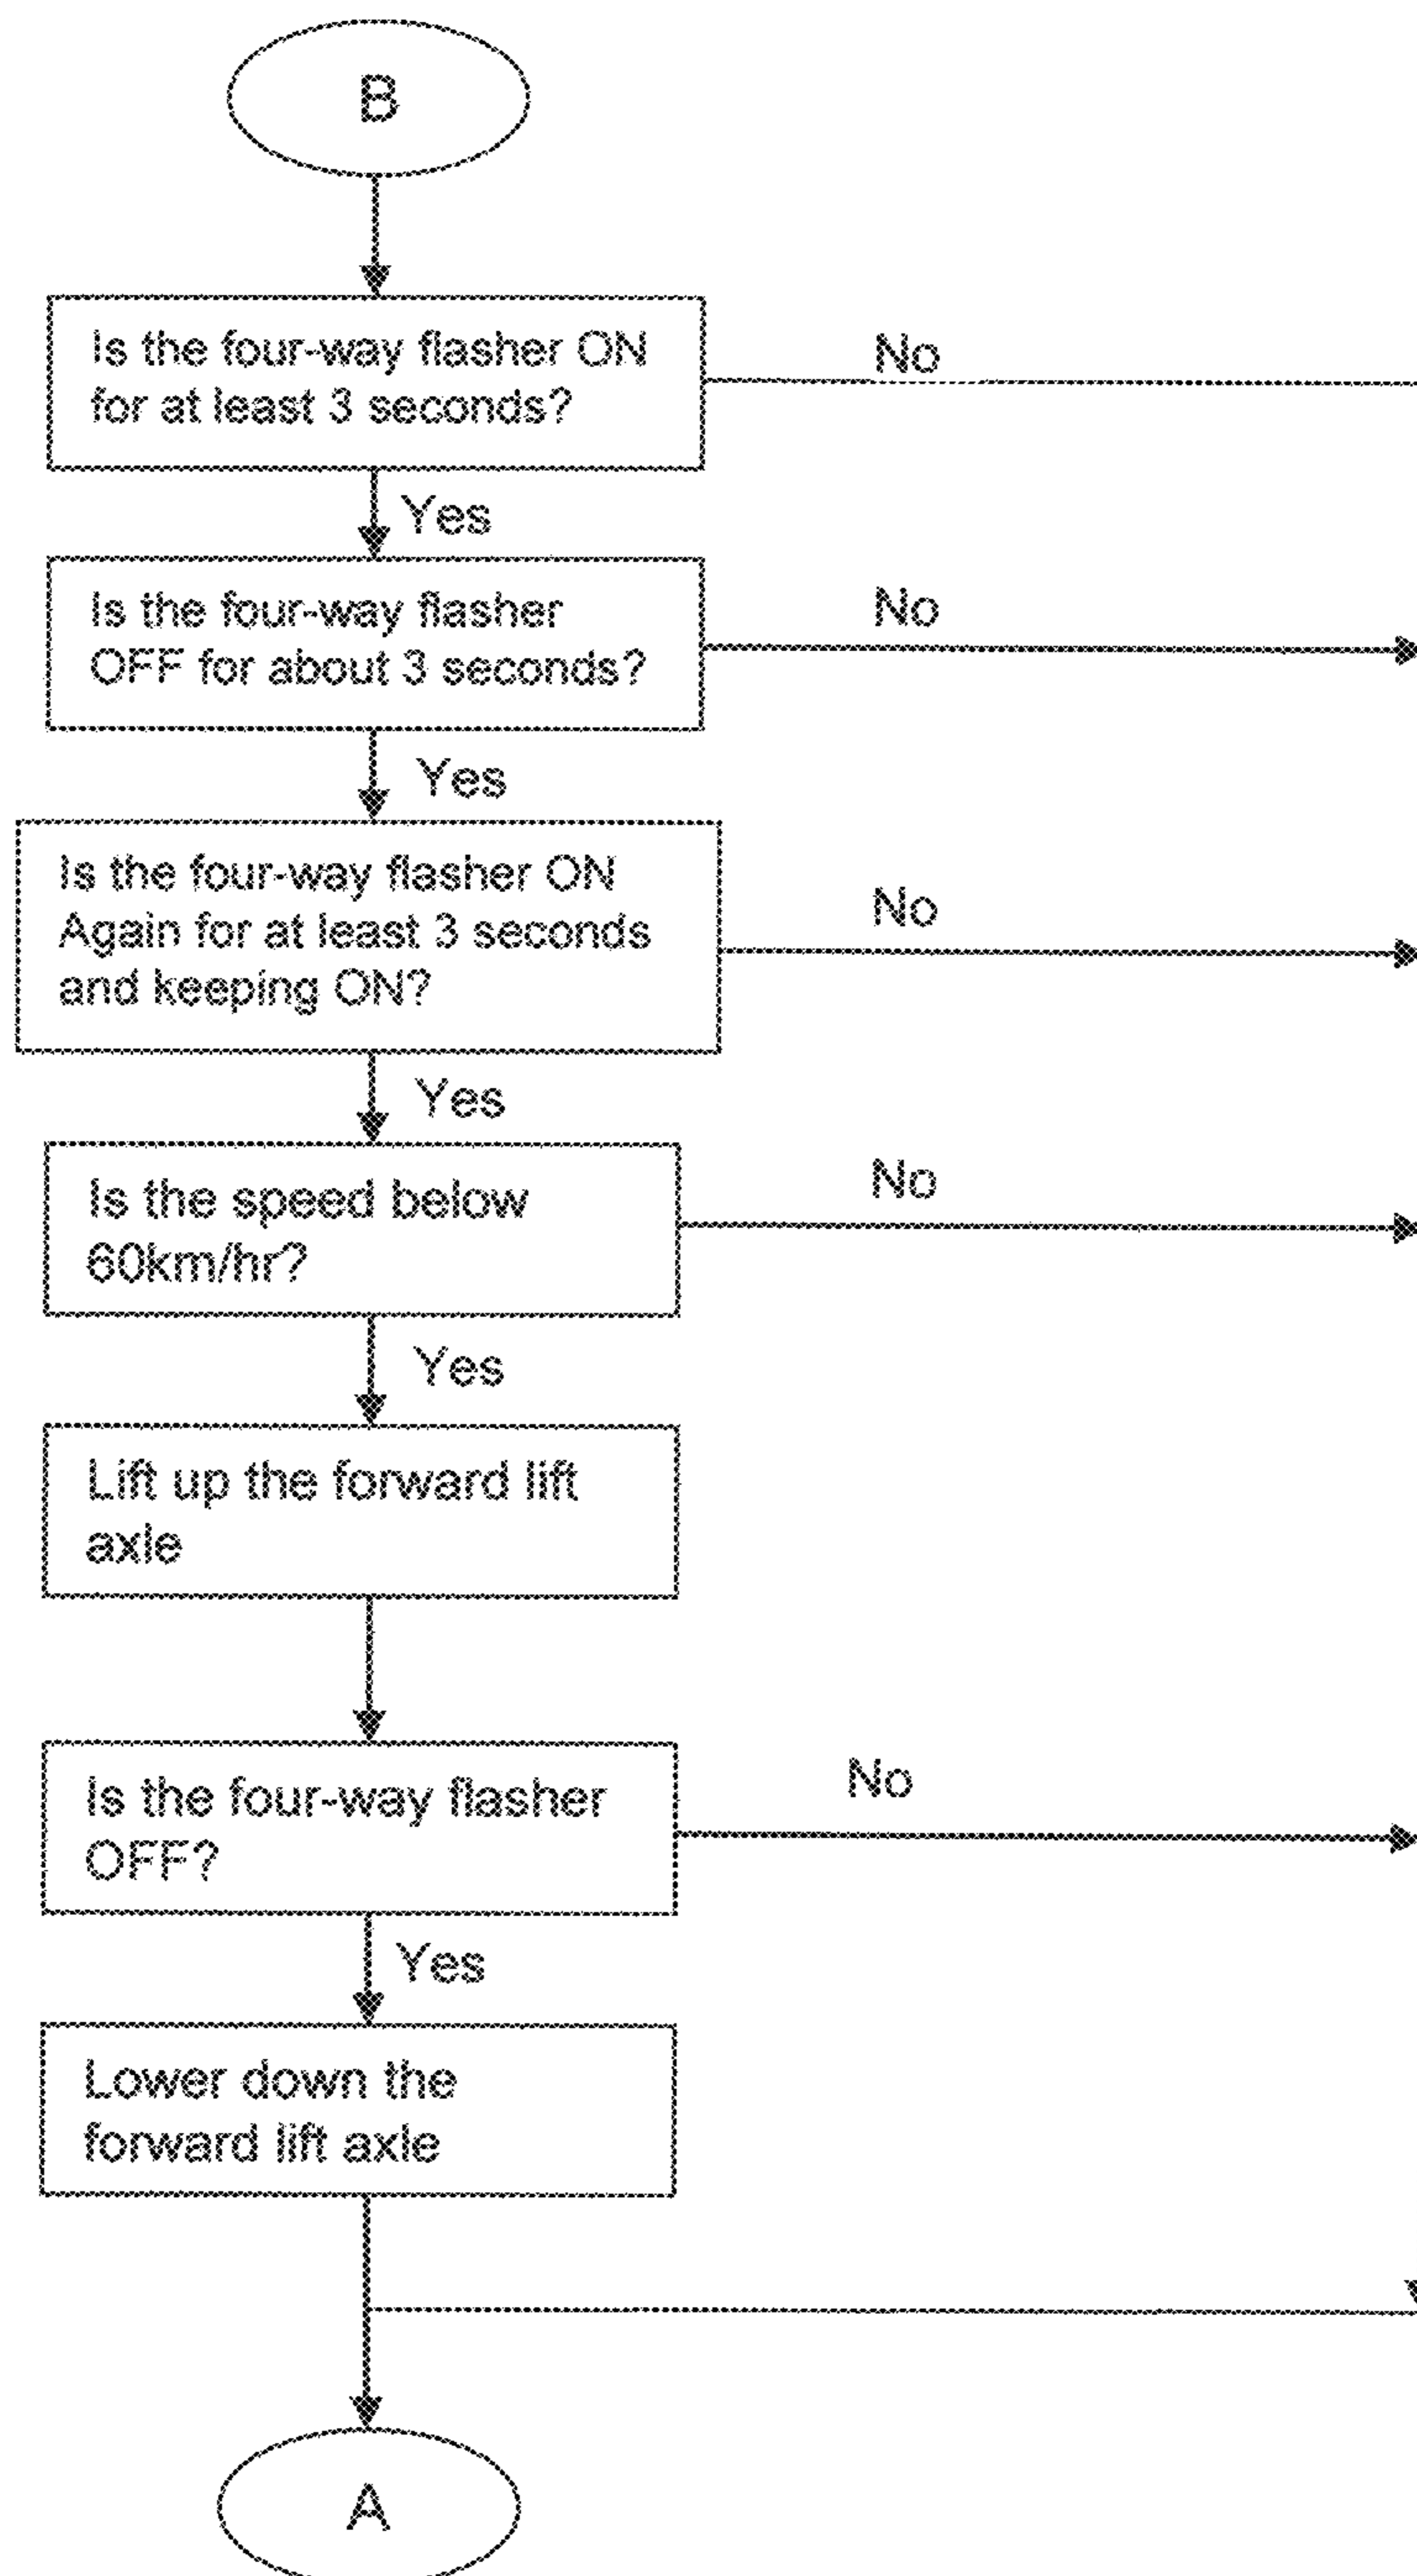 B
Is the four-way flasher ON
for at least 3 seconds?
No
Yes
Is the four-way flasher
OFF for about 3 seconds?
No
Yes
Is the four-way flasher ON
Again for at least 3 seconds
and keeping ON?
No
Yes
Is the speed below
60km/hr?
No
Yes
Lift up the forward lift
axle
Is the four-way flasher
OFF?
No
Yes
Lower down the
forward lift axle
A